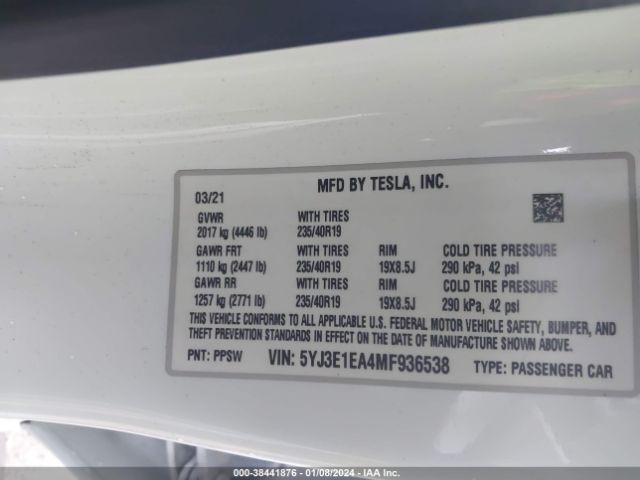 MFD BY TESLA, INC.
03/21
GVWR WITH TIRES
2017 kg (4446 lb) 235/40R19
GAWR FRT WITH TIRES RIM COLD TIRE PRESSURE
1110 kg (2447 lb) 235/40R19 19X8.5J 290 kPa, 42 psi
GAWR RR WITH TIRES RIM COLD TIRE PRESSURE
1257 kg (2771 lb) 235/40R19 19X8.5J 290 kPa, 42 psi
THIS VEHICLE CONFORMS TO ALL APPLICABLE U.S. FEDERAL MOTOR VEHICLE SAFETY, BUMPER, AND
THEFT PREVENTION STANDARDS IN EFFECT ON THE DATE OF MANUFACTURE SHOWN ABOVE.
PNT: PPSW VIN: 5YJ3E1EA4MF936538 TYPE: PASSENGER CAR
000-38441876 - 01/08/2024 - IAA Inc.